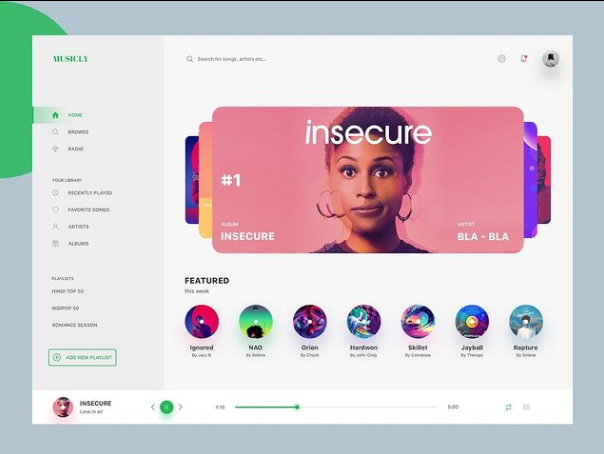 MUSICLY
Search for songs, artists etc...
HOME
BROWSE
RADIO
YOUR LIBRARY
RECENTLY PLAYED
FAVORITE SONGS
ARTISTS
ALBUMS
PLAYLISTS
HINDI TOP 50
INDIPOP 50
ROMANCE SEASON
ADD NEW PLAYLIST
insecure
#1
ALBUM
INSECURE
ARTIST
BLA - BLA
FEATURED
this week
Ignored
By Jazz B
NAO
By Selena
Orion
By Chuck
Hardwon
By John Cody
Skillet
By Comatose
Jayball
By Therapy
Rapture
By Selena
INSECURE
Love in air
1:15
5:00